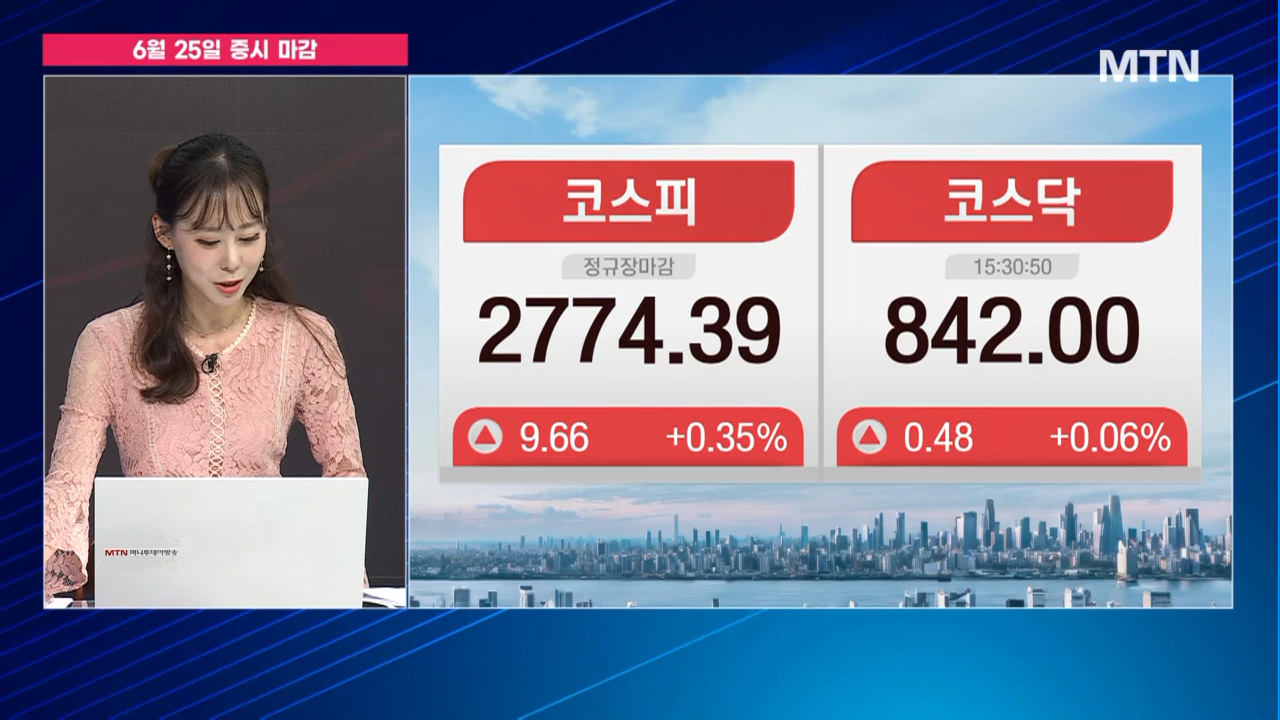 6월 25일 증시 마감
MTN
코스피
정규장마감
2774.39
9.66 +0.35%
코스닥
15:30:50
842.00
0.48 +0.06%
MTN 머니투데이방송